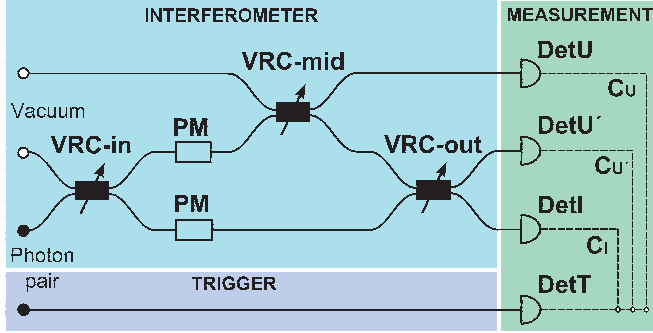 INTERFEROMETER
MEASUREMENT
DetU
VRC-mid
CU
Vacuum
PM
DetU´
VRC-in
VRC-out
CU´
PM
DetI
CI
Photon
pair
TRIGGER
DetT